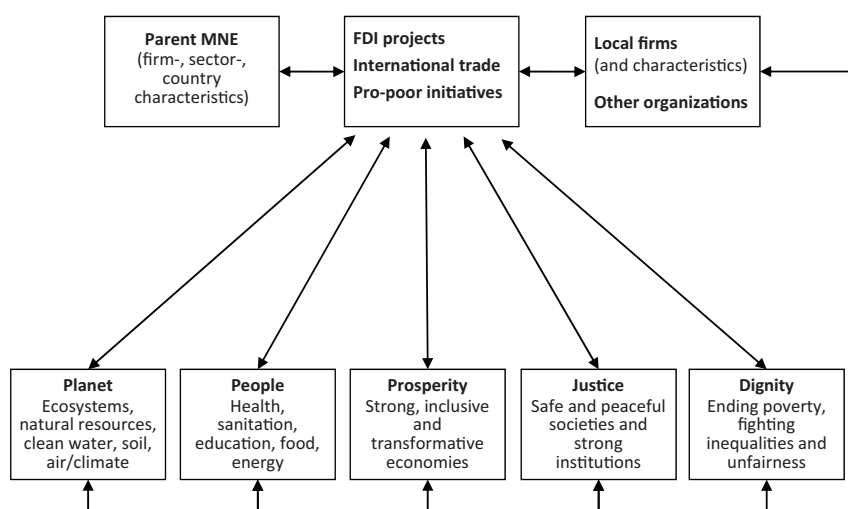 Parent MNE
(firm-, sector-,
country
characteristics)
FDI projects
International trade
Pro-poor initiatives
Local firms
(and characteristics)
Other organizations
Planet
Ecosystems,
natural resources,
clean water, soil,
air/climate
People
Health,
sanitation,
education, food,
energy
Prosperity
Strong, inclusive
and
transformative
economies
Justice
Safe and peaceful
societies and
strong
institutions
Dignity
Ending poverty,
fighting
inequalities and
unfairness